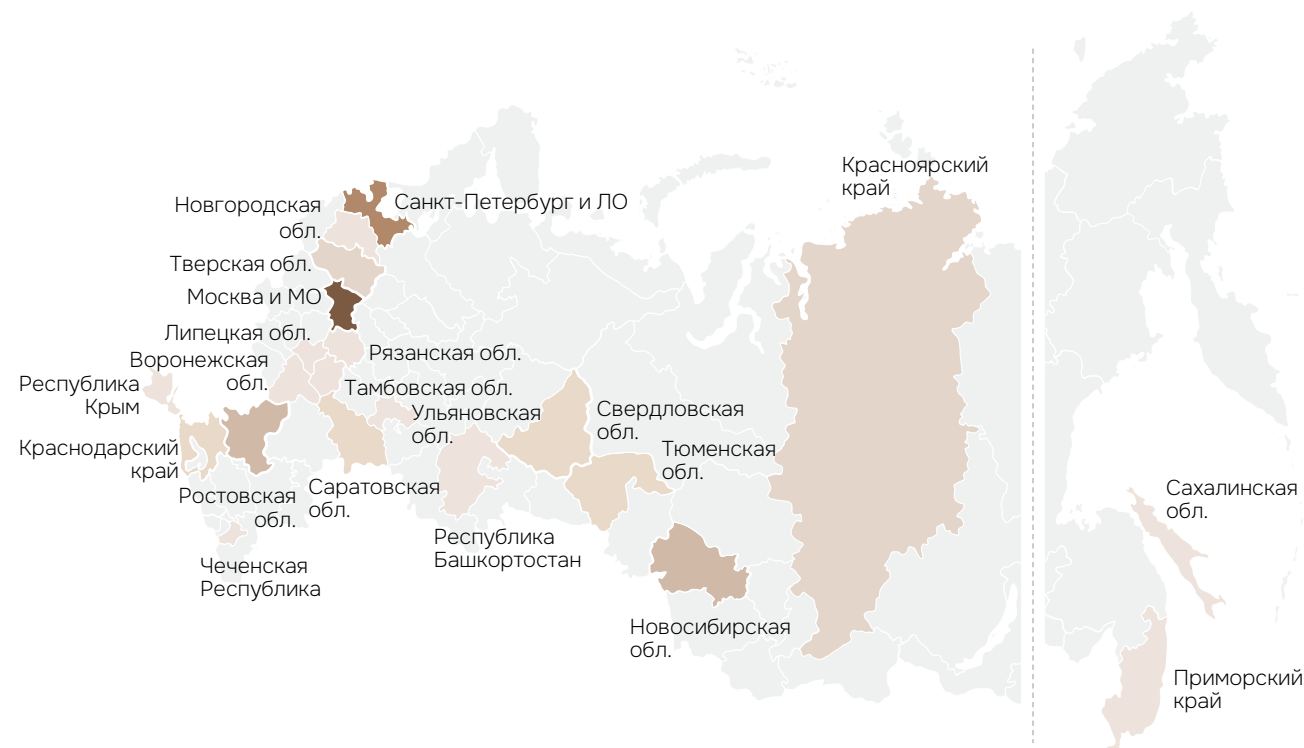 Красноярский
край
Санкт-Петербург и ЛО
Новгородская
обл.
Тверская обл.
Москва и МО
Липецкая обл.
Рязанская обл.
Воронежская
обл.
Республика
Крым
Тамбовская обл.
Ульяновская
обл.
Свердловская
обл.
Краснодарский
край
Тюменская
обл.
Ростовская
обл.
Саратовская
обл.
Сахалинская
обл.
Республика
Башкортостан
Чеченская
Республика
Новосибирская
обл.
Приморский
край